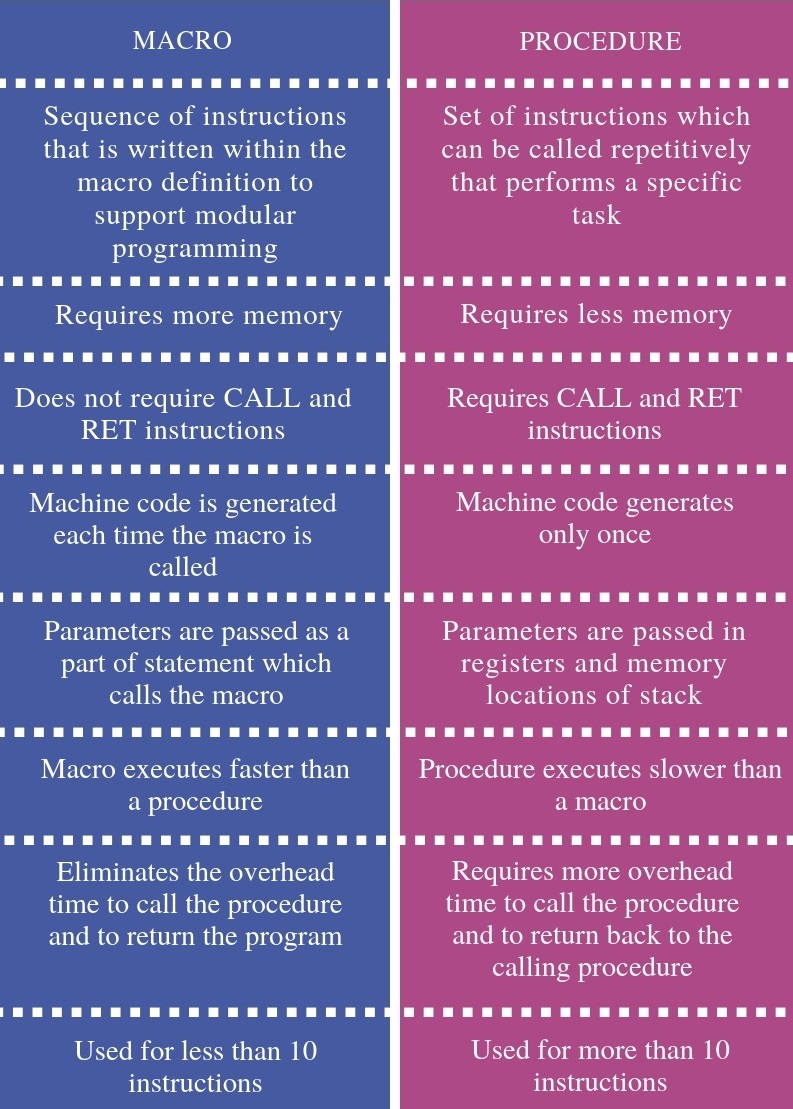 MACRO
PROCEDURE
Sequence of instructions
that is written within the
macro definition to
support modular
programming
Set of instructions which
can be called repetitively
that performs a specific
task
Requires more memory
Requires less memory
Does not require CALL and
RET instructions
Requires CALL and RET
instructions
Machine code is generated
each time the macro is
called
Machine code generates
only once
Parameters are passed as a
part of statement which
calls the macro
Parameters are passed in
registers and memory
locations of stack
Macro executes faster than
a procedure
Procedure executes slower than
a macro
Eliminates the overhead
time to call the procedure
and to return the program
Requires more overhead
time to call the procedure
and to return back to the
calling procedure
Used for less than 10
instructions
Used for more than 10
instructions